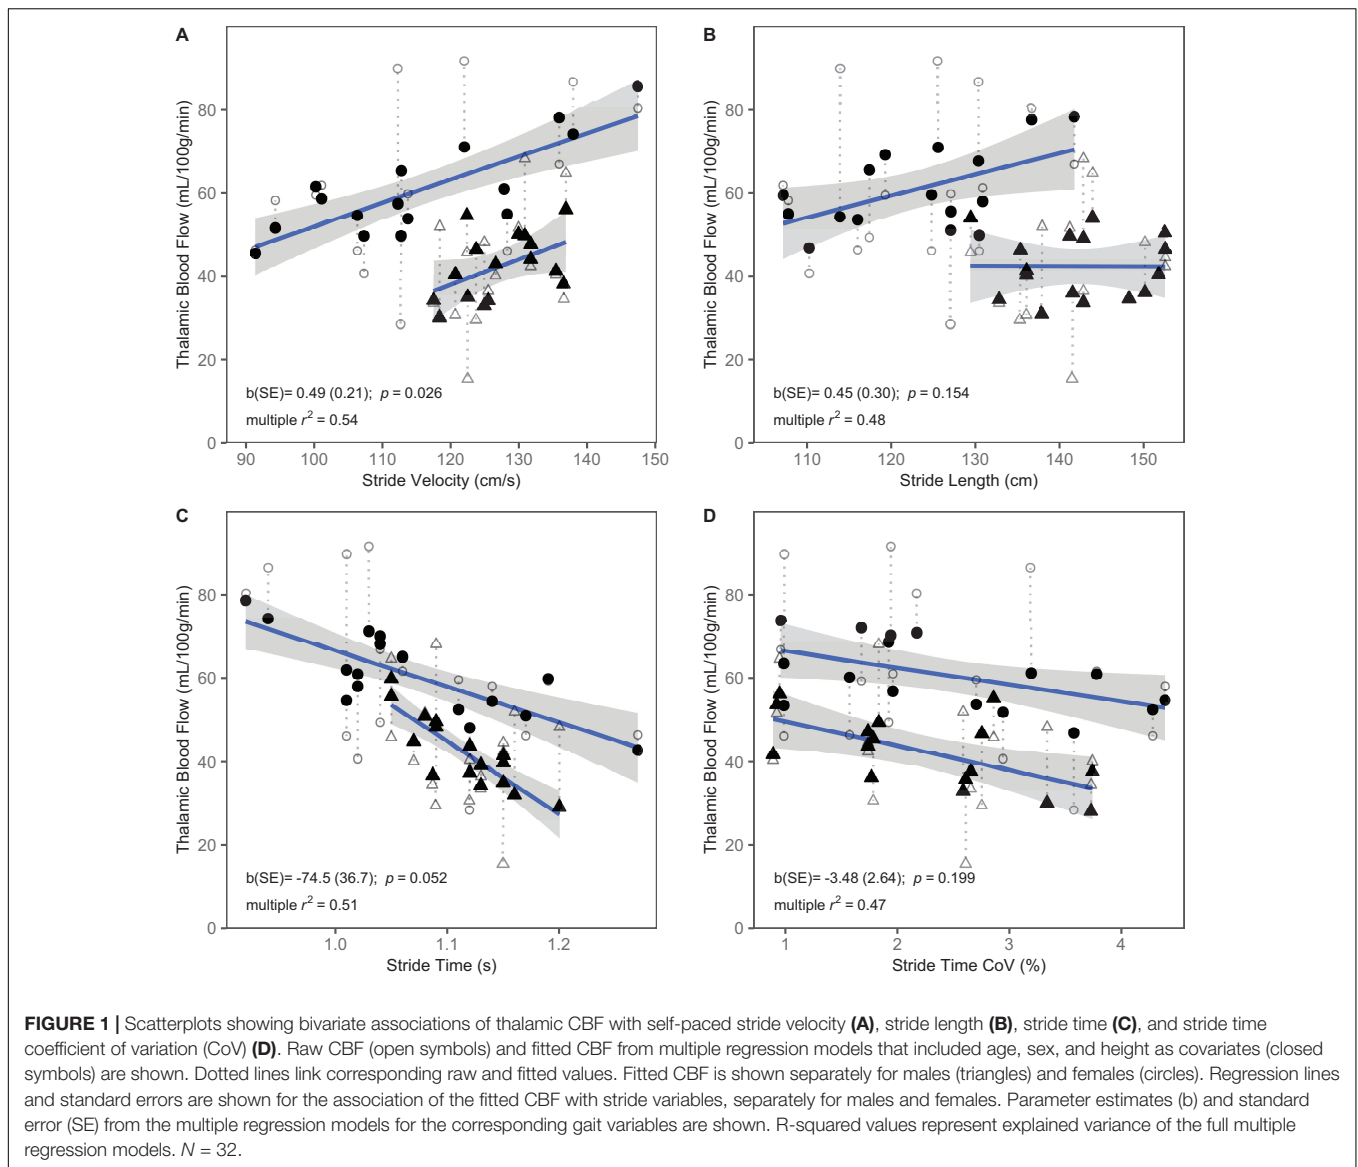 A
Thalamic Blood Flow (mL/100g/min)
80
60
40
20
0
b(SE)= 0.49 (0.21); p = 0.026
multiple r² = 0.54
90 100 110 120 130 140 150
Stride Velocity (cm/s)
B
Thalamic Blood Flow (mL/100g/min)
80
60
40
20
0
b(SE)= 0.45 (0.30); p = 0.154
multiple r² = 0.48
110 120 130 140 150
Stride Length (cm)
C
Thalamic Blood Flow (mL/100g/min)
80
60
40
20
0
b(SE)= -74.5 (36.7); p = 0.052
multiple r² = 0.51
1.0 1.1 1.2
Stride Time (s)
D
Thalamic Blood Flow (mL/100g/min)
80
60
40
20
0
b(SE)= -3.48 (2.64); p = 0.199
multiple r² = 0.47
1 2 3 4
Stride Time CoV (%)
FIGURE 1 | Scatterplots showing bivariate associations of thalamic CBF with self-paced stride velocity (A), stride length (B), stride time (C), and stride time
coefficient of variation (CoV) (D). Raw CBF (open symbols) and fitted CBF from multiple regression models that included age, sex, and height as covariates (closed
symbols) are shown. Dotted lines link corresponding raw and fitted values. Fitted CBF is shown separately for males (triangles) and females (circles). Regression lines
and standard errors are shown for the association of the fitted CBF with stride variables, separately for males and females. Parameter estimates (b) and standard
error (SE) from the multiple regression models for the corresponding gait variables are shown. R-squared values represent explained variance of the full multiple
regression models. N = 32.